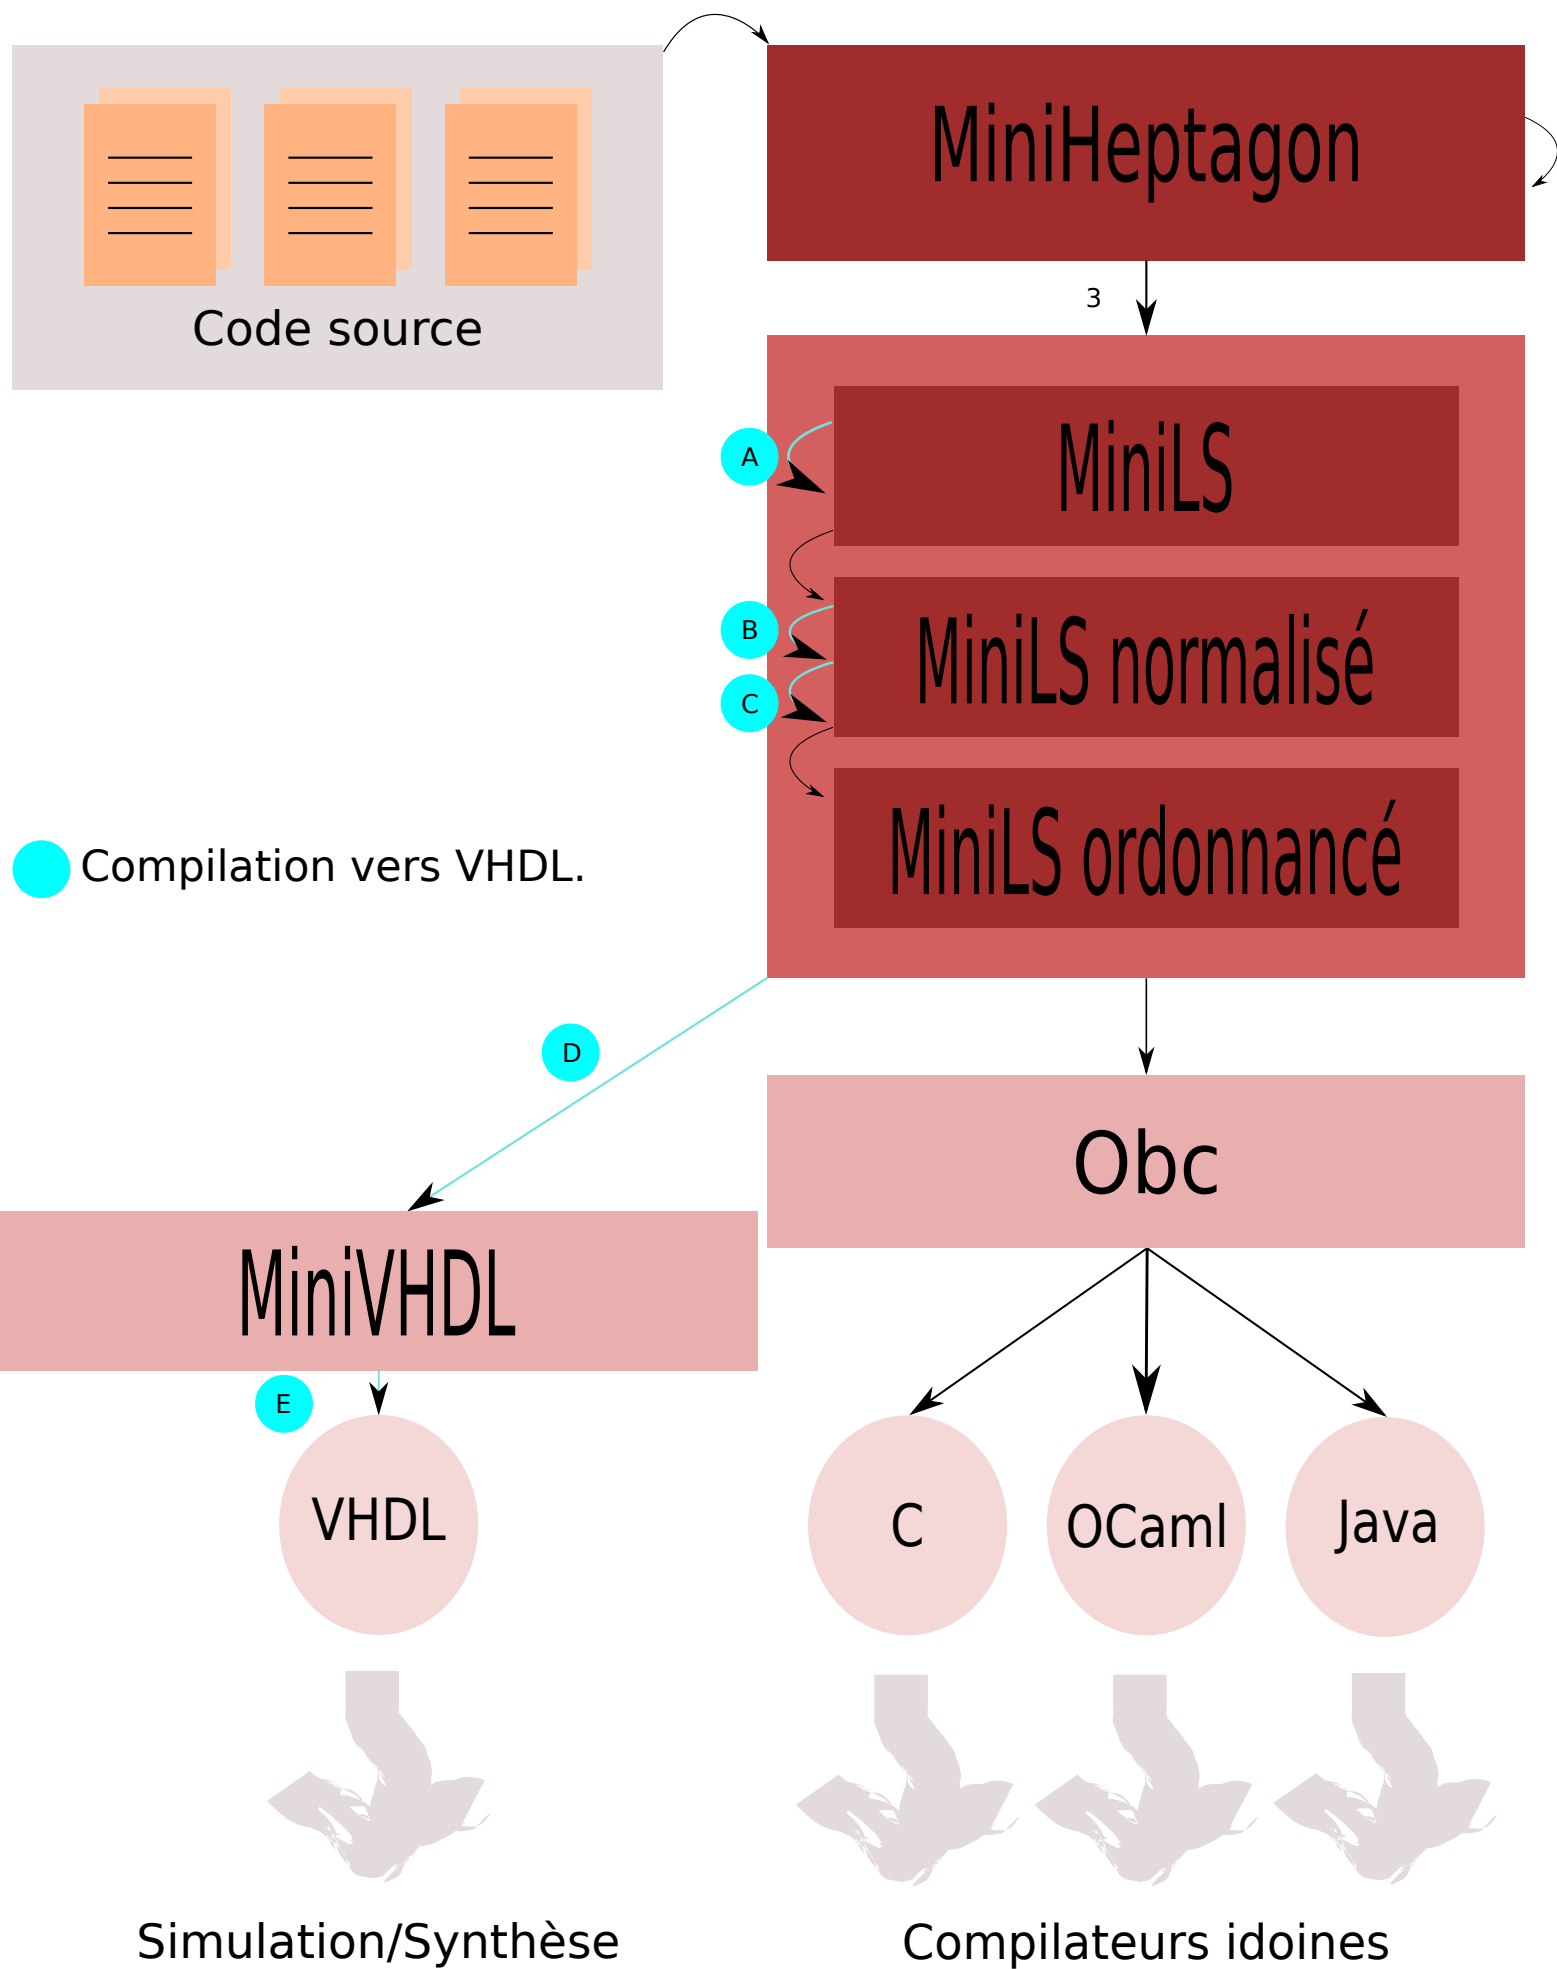 MiniHeptagon
Code source
3
MiniLS
A
MiniLS normalisé
B
C
MiniLS ordonnancé
Compilation vers VHDL.
D
Obc
MiniVHDL
E
VHDL
C
OCaml
Java
Simulation/Synthèse
Compilateurs idoines